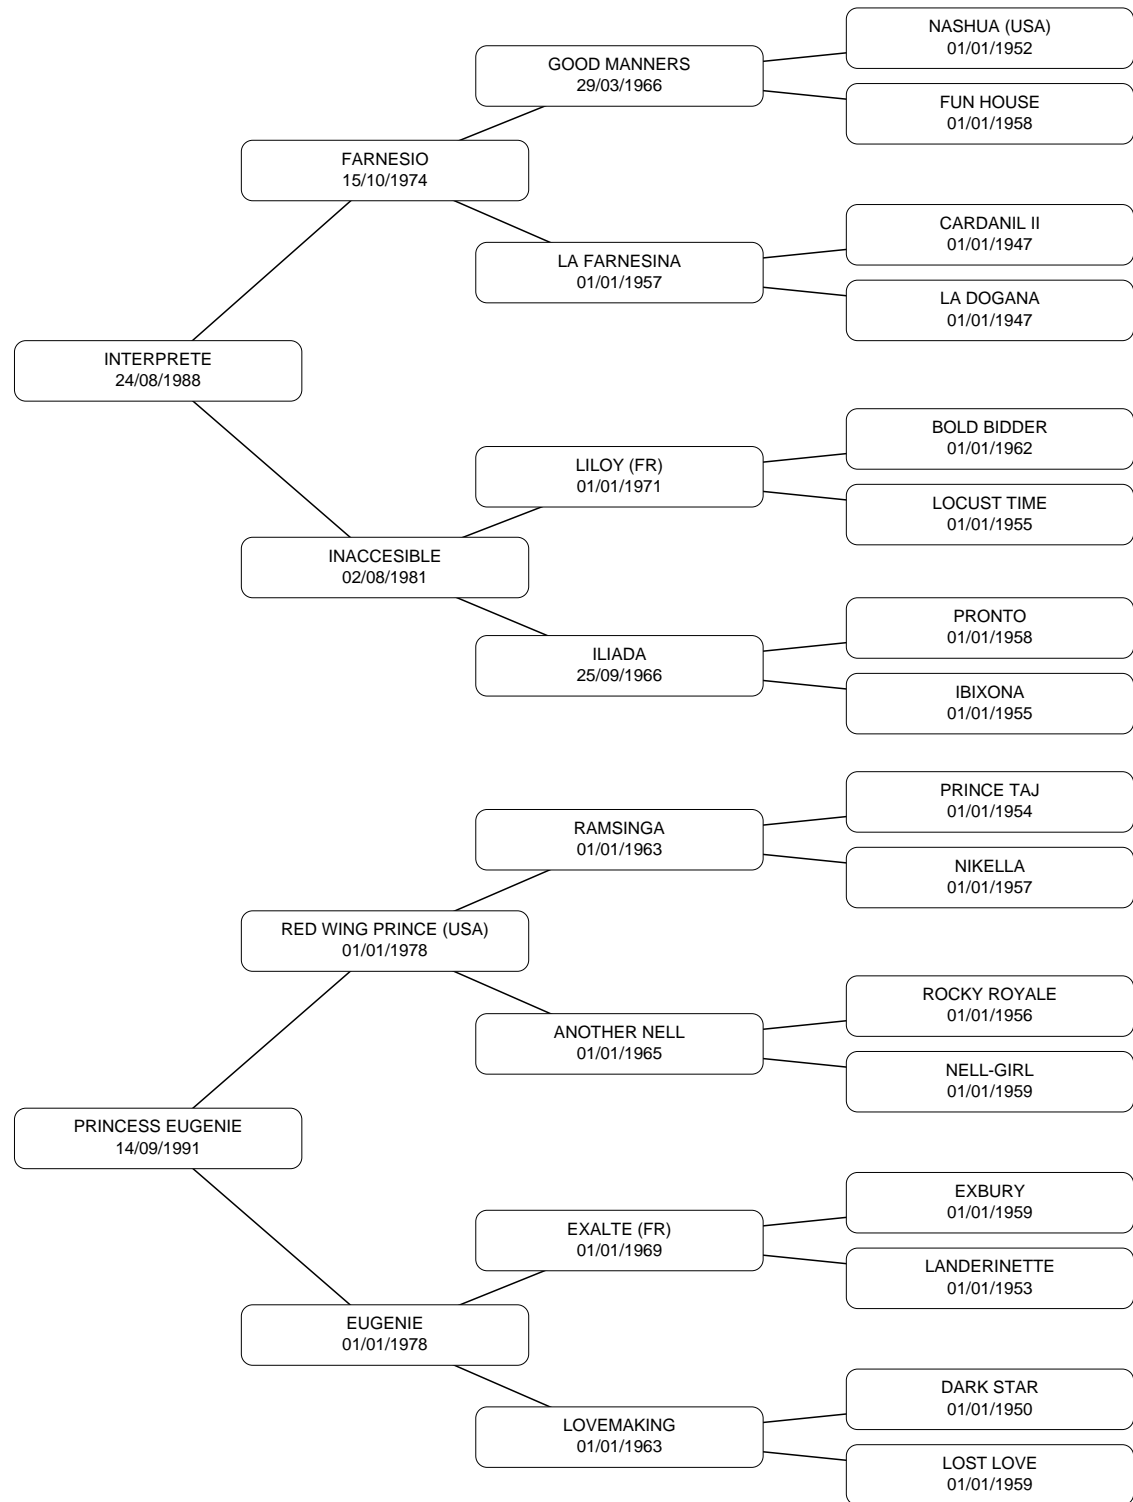 NASHUA (USA)
01/01/1952
GOOD MANNERS
29/03/1966
FUN HOUSE
01/01/1958
FARNESIO
15/10/1974
CARDANIL II
01/01/1947
LA FARNESINA
01/01/1957
LA DOGANA
01/01/1947
INTERPRETE
24/08/1988
BOLD BIDDER
01/01/1962
LILOY (FR)
01/01/1971
LOCUST TIME
01/01/1955
INACCESIBLE
02/08/1981
PRONTO
01/01/1958
ILIADA
25/09/1966
IBIXONA
01/01/1955
PRINCE TAJ
01/01/1954
RAMSINGA
01/01/1963
NIKELLA
01/01/1957
RED WING PRINCE (USA)
01/01/1978
ROCKY ROYALE
01/01/1956
ANOTHER NELL
01/01/1965
NELL-GIRL
01/01/1959
PRINCESS EUGENIE
14/09/1991
EXBURY
01/01/1959
EXALTE (FR)
01/01/1969
LANDERINETTE
01/01/1953
EUGENIE
01/01/1978
DARK STAR
01/01/1950
LOVEMAKING
01/01/1963
LOST LOVE
01/01/1959